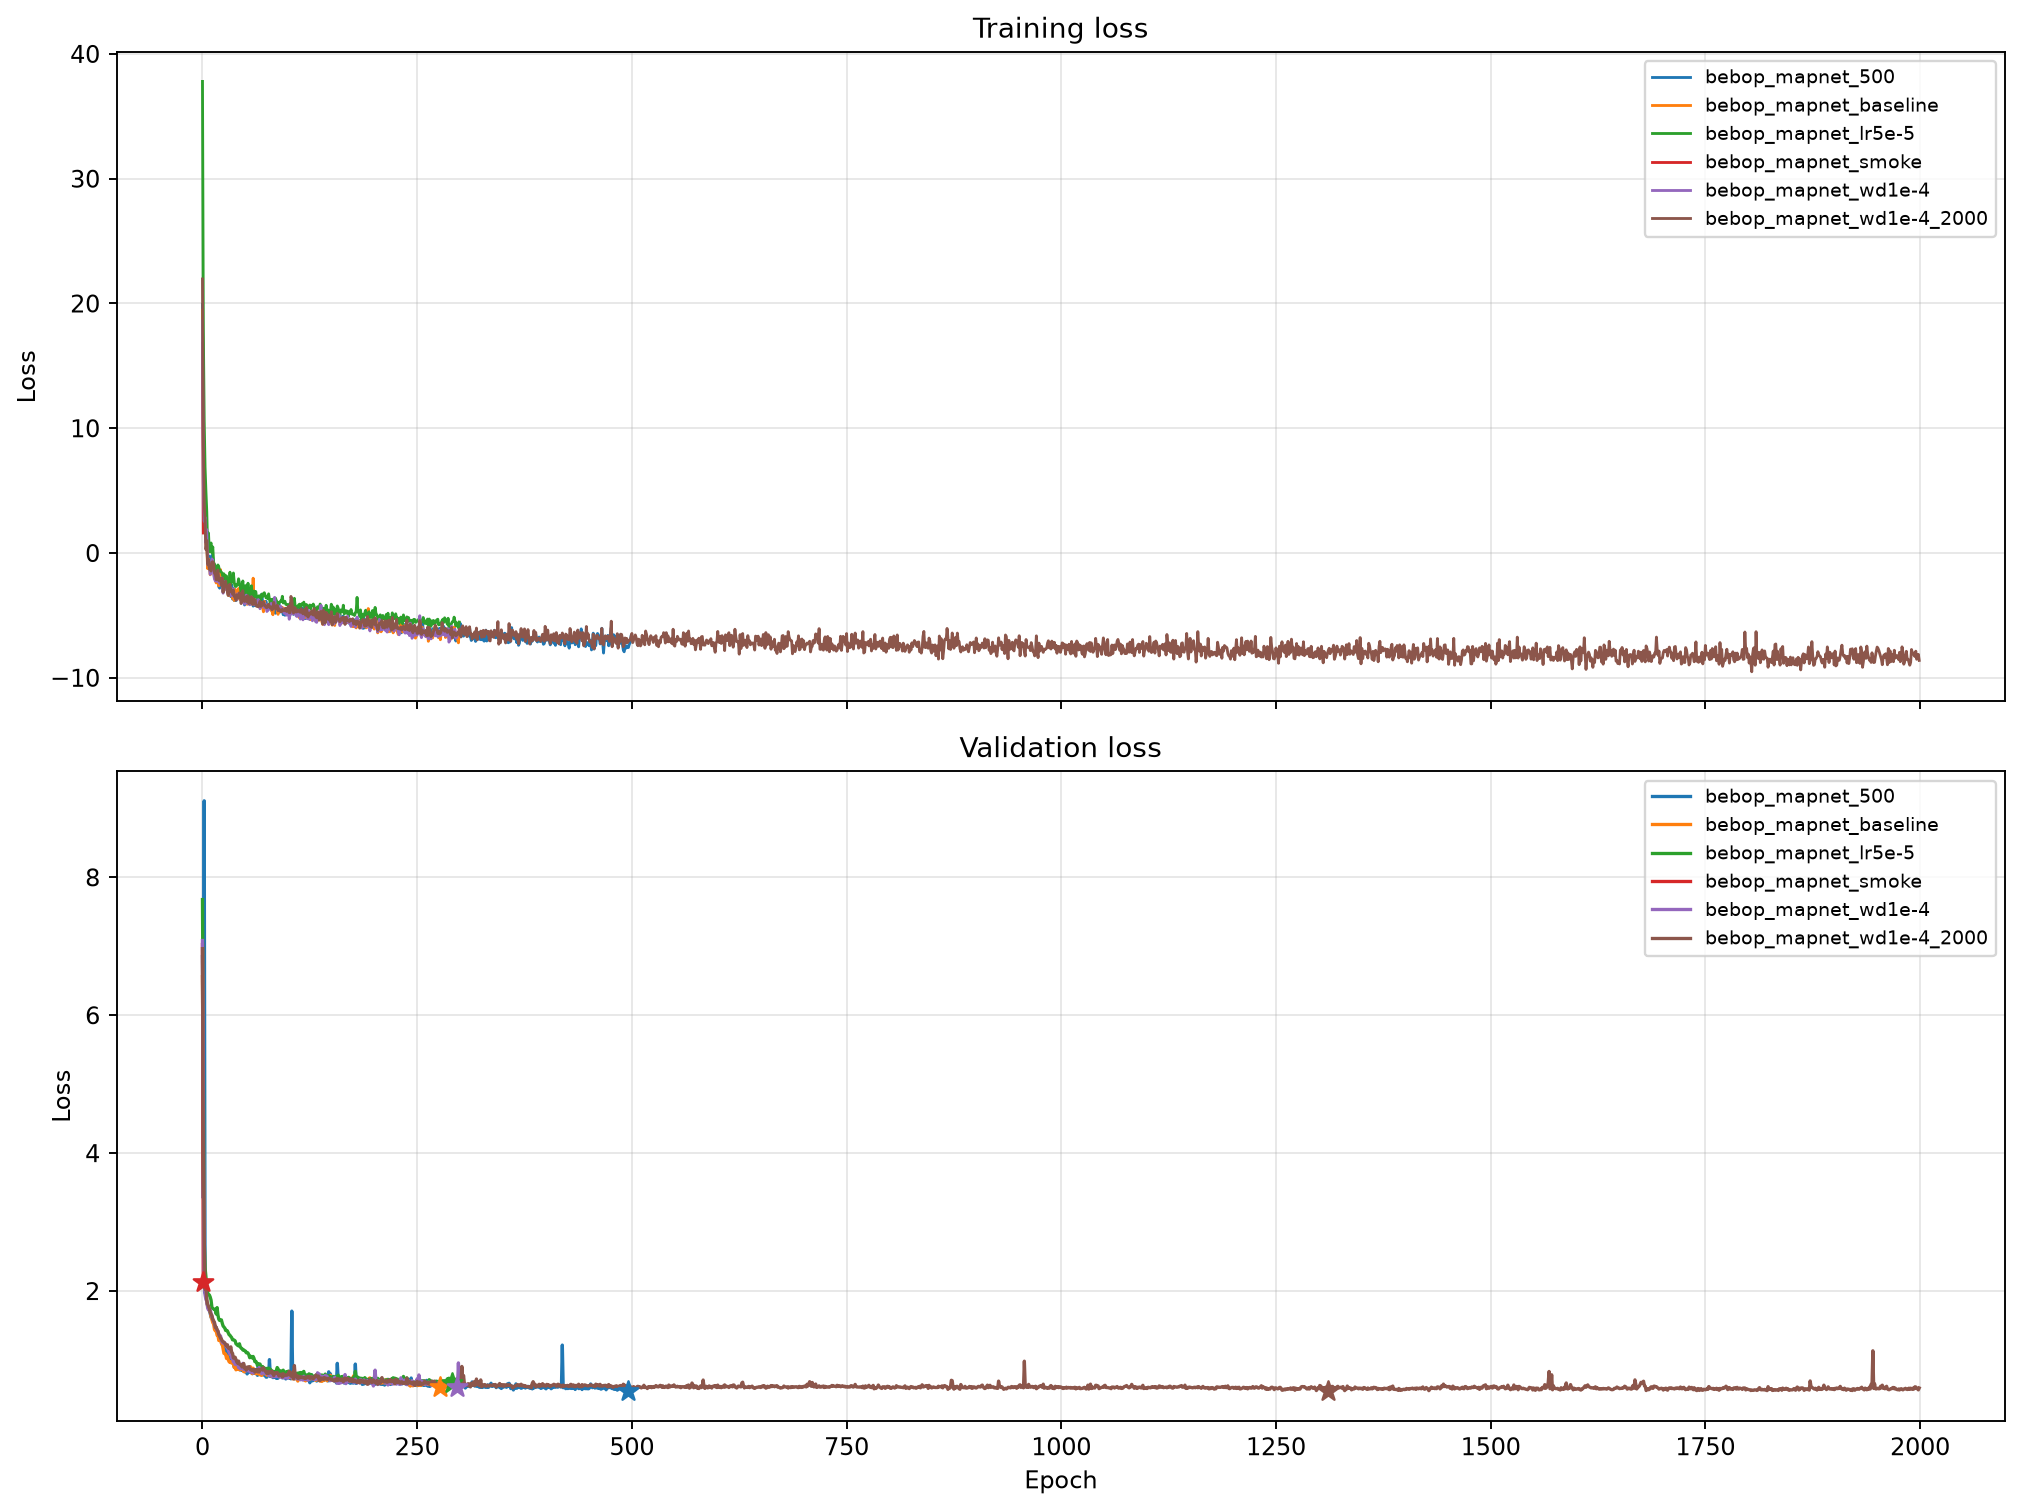 Training loss
40
30
20
10
0
−10
Loss
bebop_mapnet_500
bebop_mapnet_baseline
bebop_mapnet_lr5e-5
bebop_mapnet_smoke
bebop_mapnet_wd1e-4
bebop_mapnet_wd1e-4_2000
Validation loss
8
6
4
2
Loss
bebop_mapnet_500
bebop_mapnet_baseline
bebop_mapnet_lr5e-5
bebop_mapnet_smoke
bebop_mapnet_wd1e-4
bebop_mapnet_wd1e-4_2000
0 250 500 750 1000 1250 1500 1750 2000
Epoch